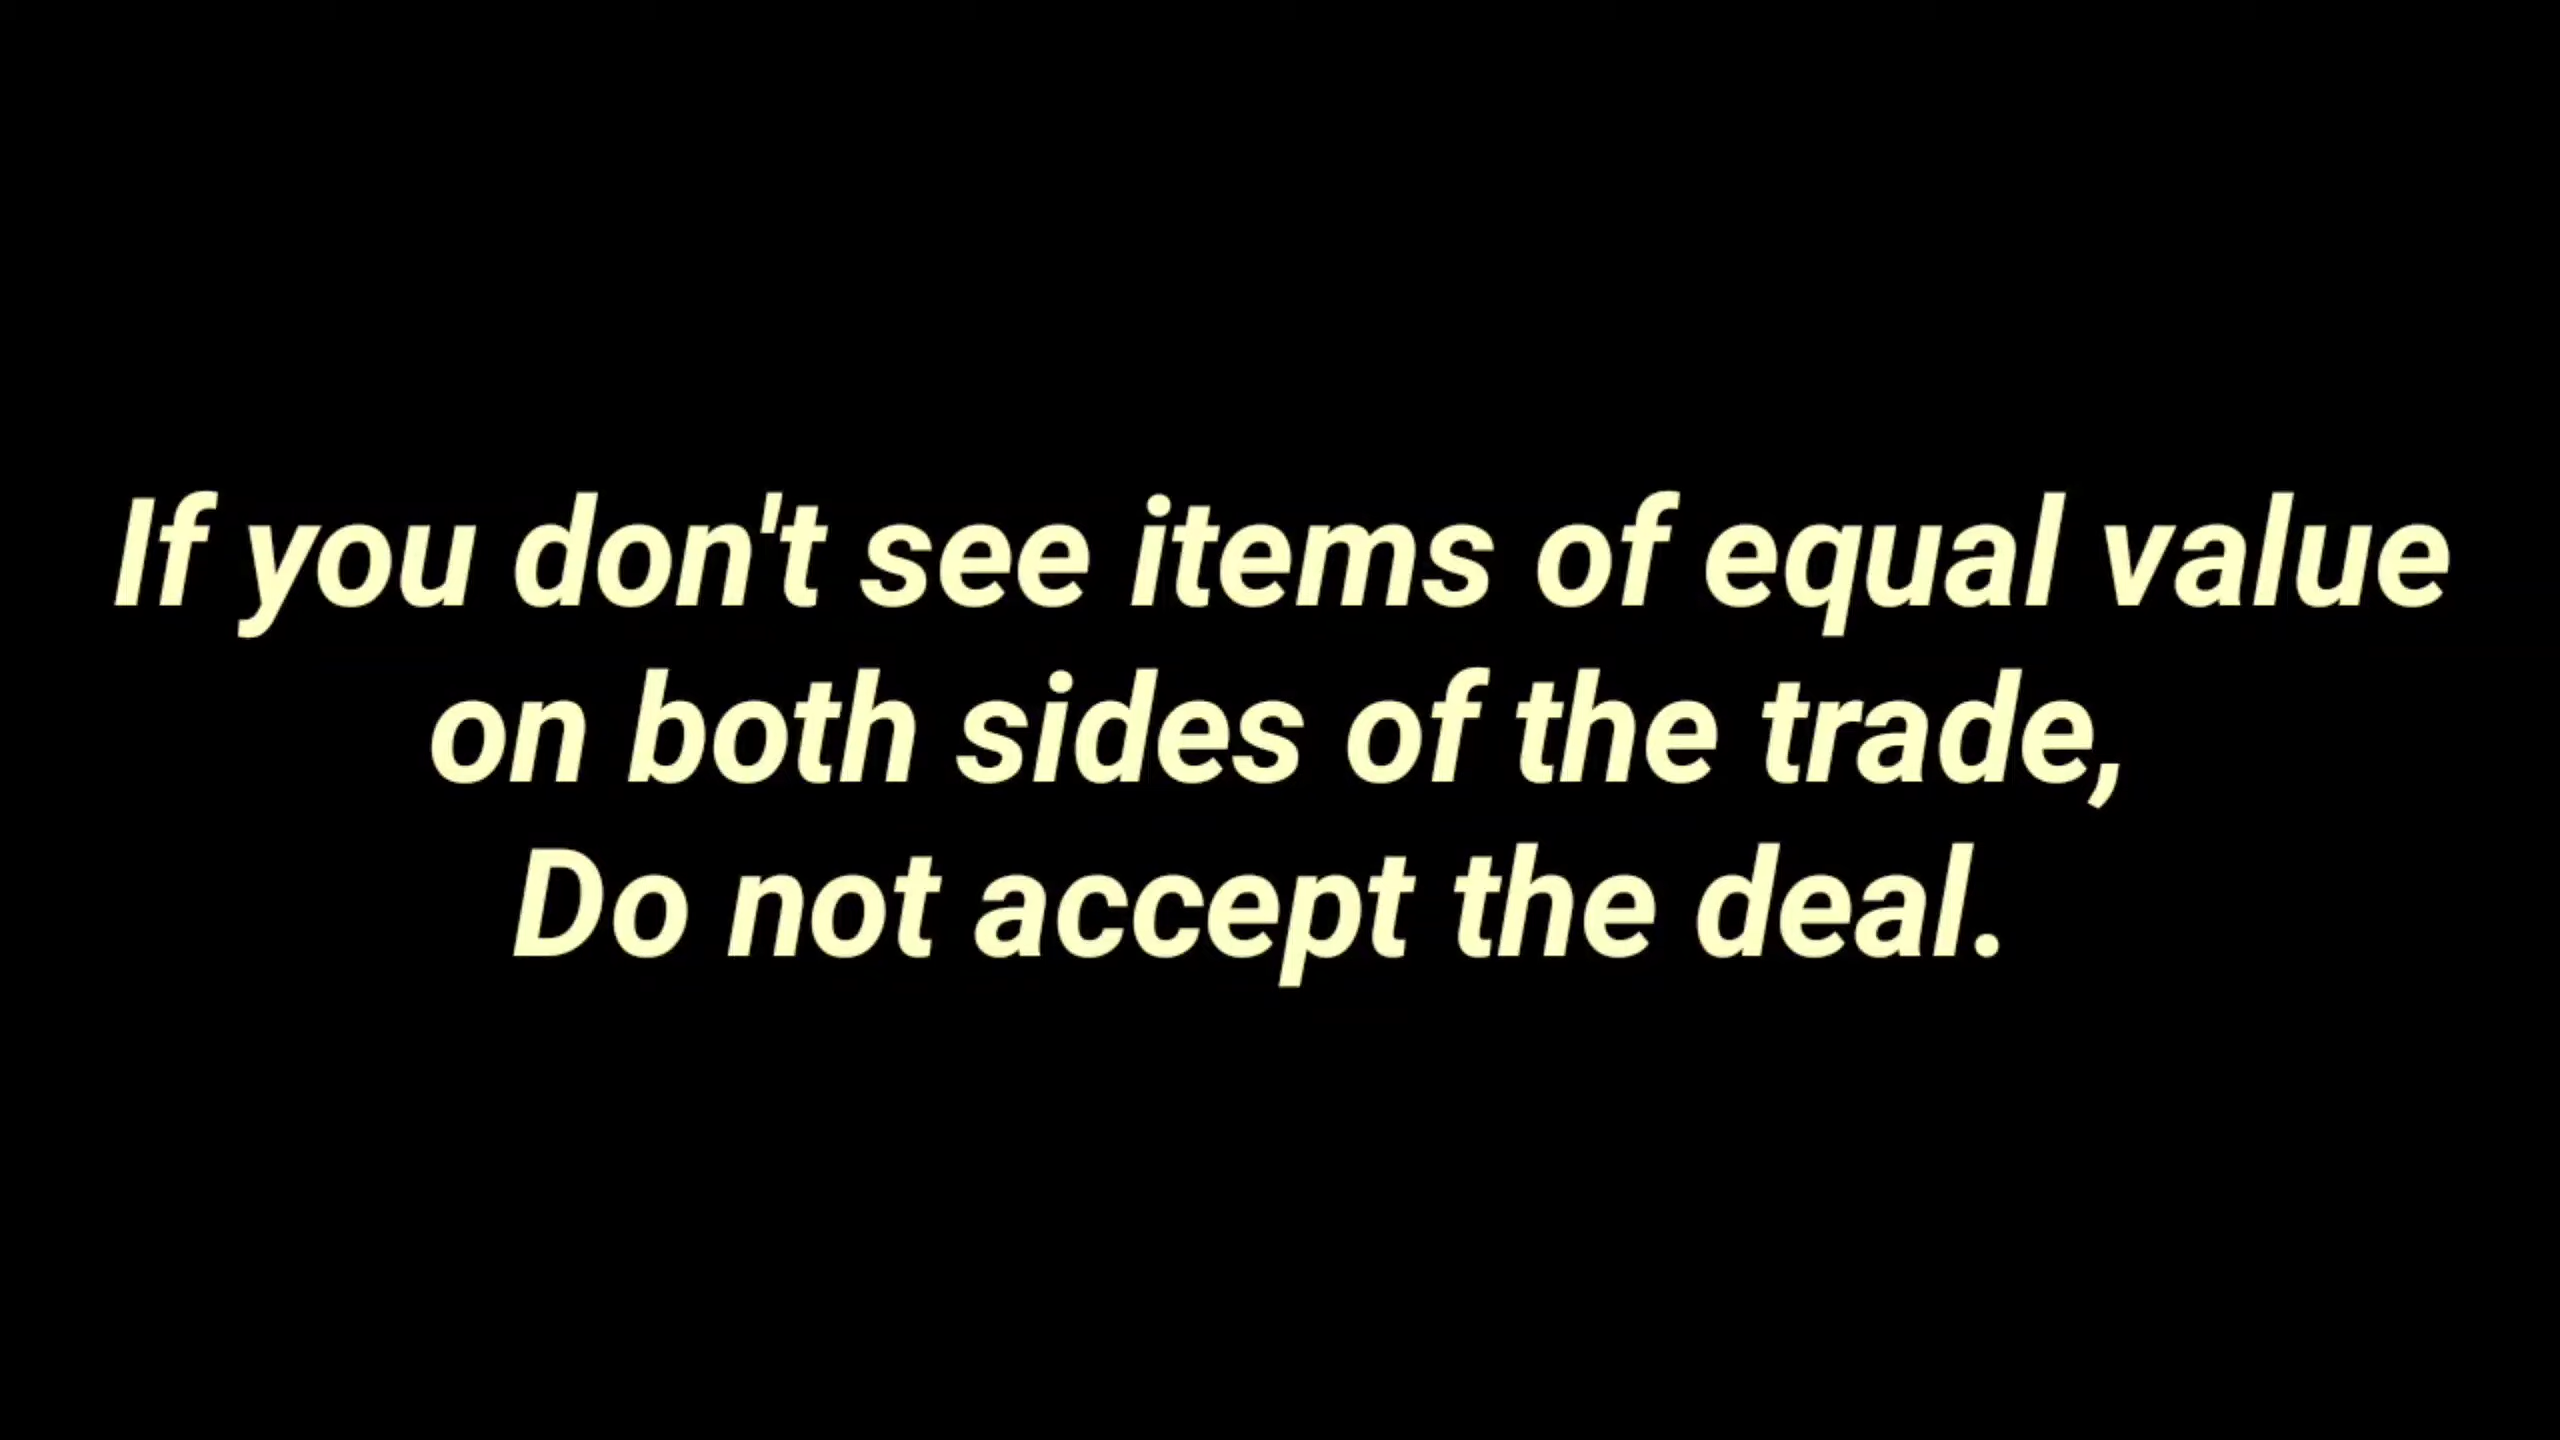 If you don't see items of equal value
on both sides of the trade,
Do not accept the deal.